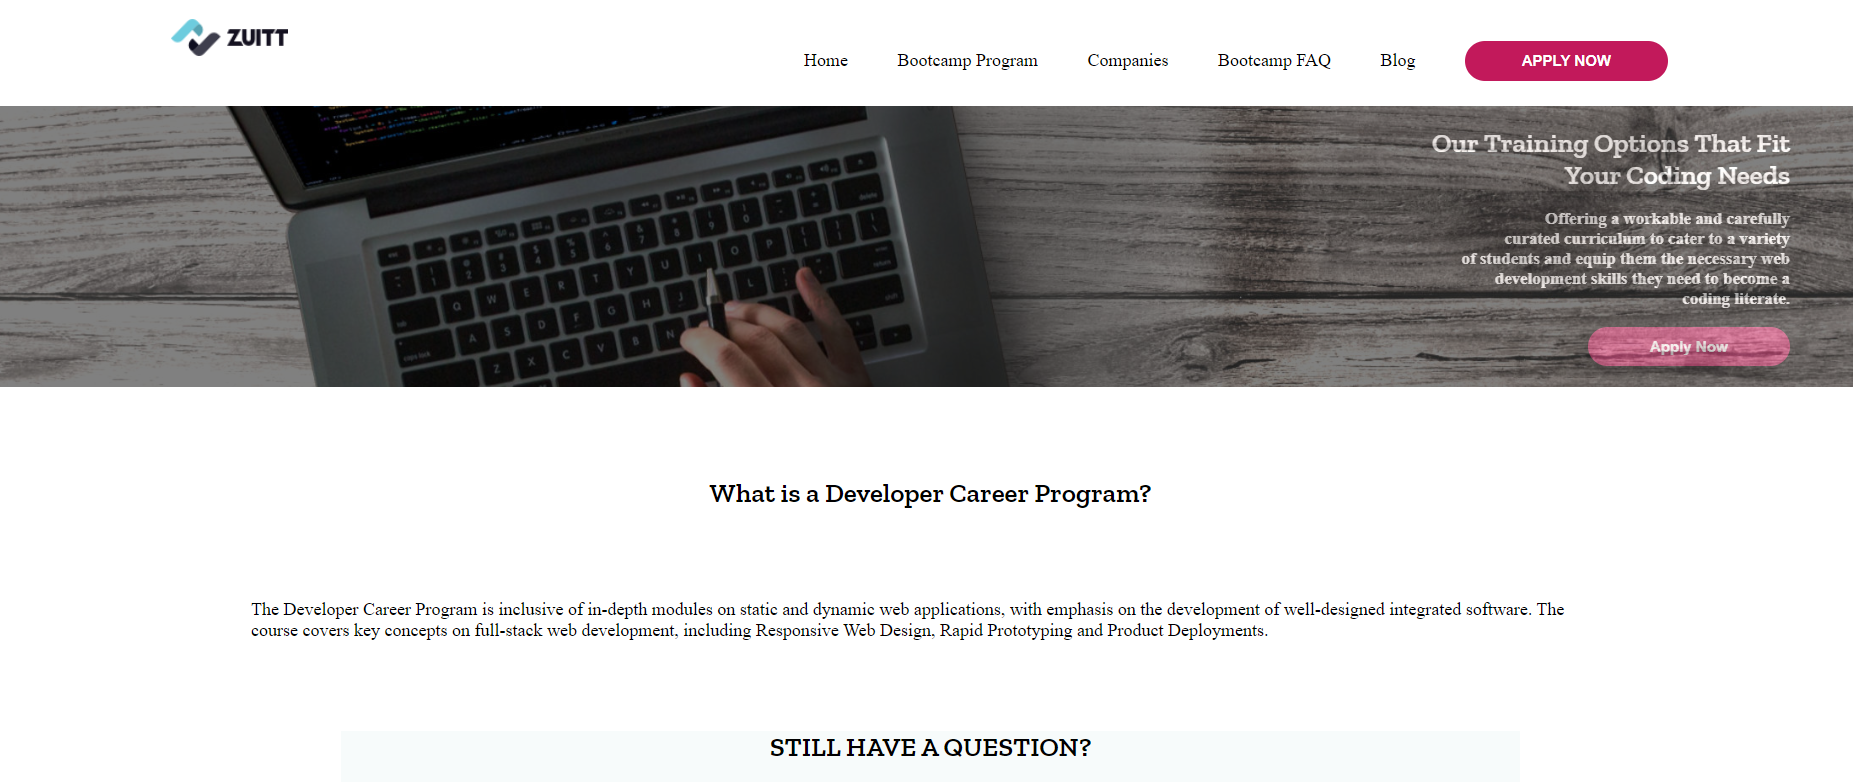 ZUITT
Home
Bootcamp Program
Companies
Bootcamp FAQ
Blog
APPLY NOW
Our Training Options That Fit
Your Coding Needs
Offering a workable and carefully
curated curriculum to cater to a variety
of students and equip them the necessary web
development skills they need to become a
coding literate.
Apply Now
What is a Developer Career Program?
The Developer Career Program is inclusive of in-depth modules on static and dynamic web applications, with emphasis on the development of well-designed integrated software. The
course covers key concepts on full-stack web development, including Responsive Web Design, Rapid Prototyping and Product Deployments.
STILL HAVE A QUESTION?